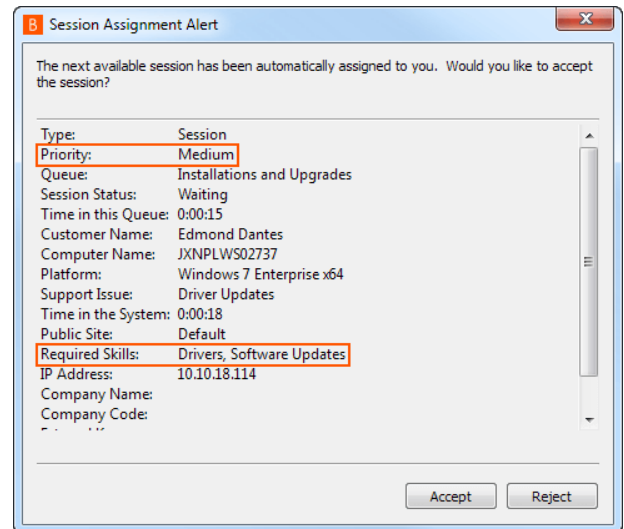 B Session Assignment Alert
The next available session has been automatically assigned to you. Would you like to accept
the session?
Type: Session
Priority: Medium
Queue: Installations and Upgrades
Session Status: Waiting
Time in this Queue: 0:00:15
Customer Name: Edmond Dantes
Computer Name: JXNPLWS02737
Platform: Windows 7 Enterprise x64
Support Issue: Driver Updates
Time in the System: 0:00:18
Public Site: Default
Required Skills: Drivers, Software Updates
IP Address: 10.10.18.114
Company Name:
Company Code:
Accept Reject